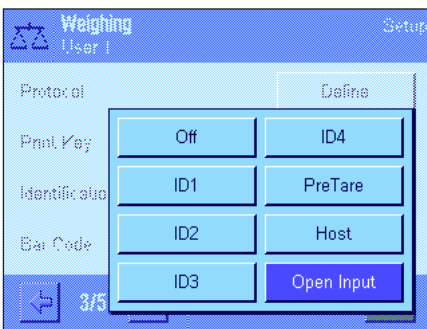 Weighing
Setup
User 1
Protocol
Define
Print Key
Identificatio
Bar Code
Off
ID4
ID1
PreTare
ID2
Host
ID3
Open Input
3/5